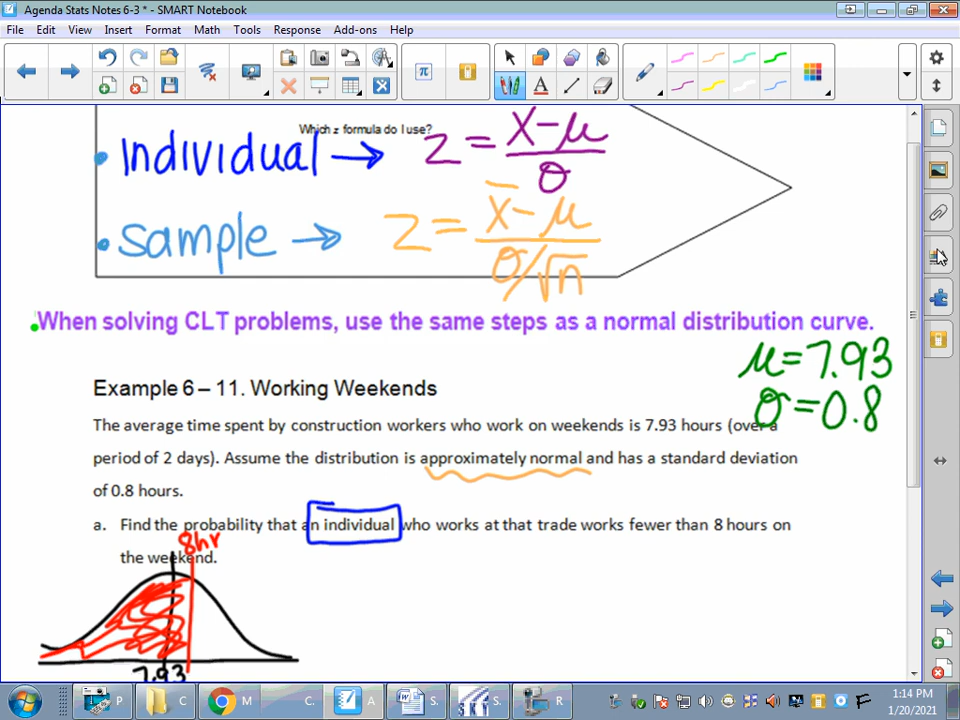 Agenda Stats Notes 6-3 * - SMART Notebook
File Edit View Insert Format Math Tools Response Add-ons Help
Which z formula do I use?
• Individual → z = x-μ/σ
• sample → z = x̄-μ/σ/√n
•When solving CLT problems, use the same steps as a normal distribution curve.
μ=7.93
σ=0.8
Example 6 – 11. Working Weekends
The average time spent by construction workers who work on weekends is 7.93 hours (over a
period of 2 days). Assume the distribution is approximately normal and has a standard deviation
of 0.8 hours.
a. Find the probability that an individual who works at that trade works fewer than 8 hours on
the weekend.
8hr
7.93
P C M C. A S. S. R
1:14 PM
1/20/2021